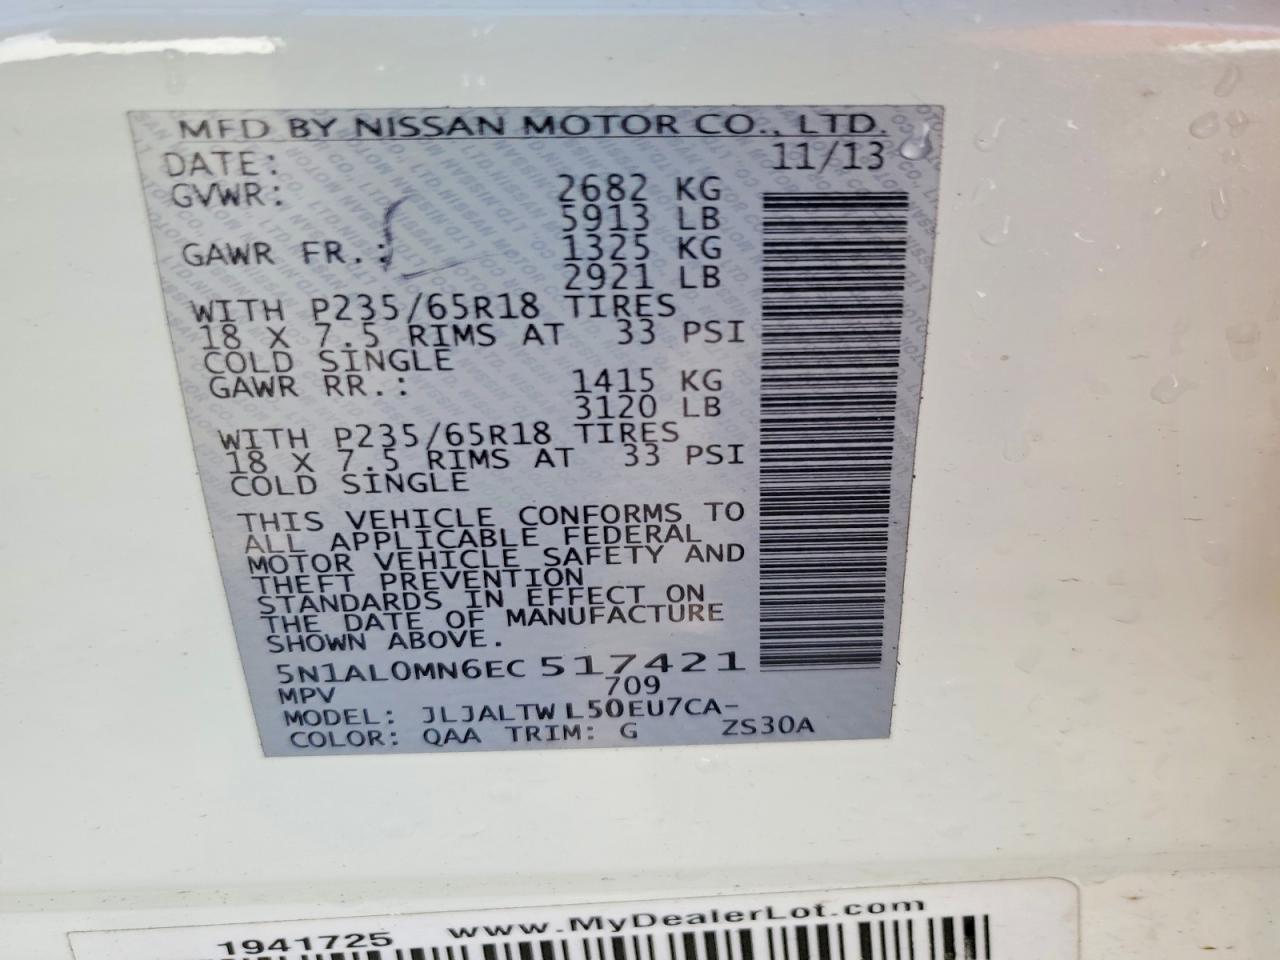 MFD BY NISSAN MOTOR CO., LTD.
DATE: 11/13
GVWR: 2682 KG
5913 LB
GAWR FR.: 1325 KG
2921 LB
WITH P235/65R18 TIRES
18 X 7.5 RIMS AT 33 PSI
COLD SINGLE
GAWR RR.: 1415 KG
3120 LB
WITH P235/65R18 TIRES
18 X 7.5 RIMS AT 33 PSI
COLD SINGLE
THIS VEHICLE CONFORMS TO
ALL APPLICABLE FEDERAL
MOTOR VEHICLE SAFETY AND
THEFT PREVENTION
STANDARDS IN EFFECT ON
THE DATE OF MANUFACTURE
SHOWN ABOVE.
5N1AL0MN6EC517421
MPV 709
MODEL: JLJALTWL50EU7CA-
COLOR: QAA TRIM: G ZS30A
1941725 www.MyDealerLot.com